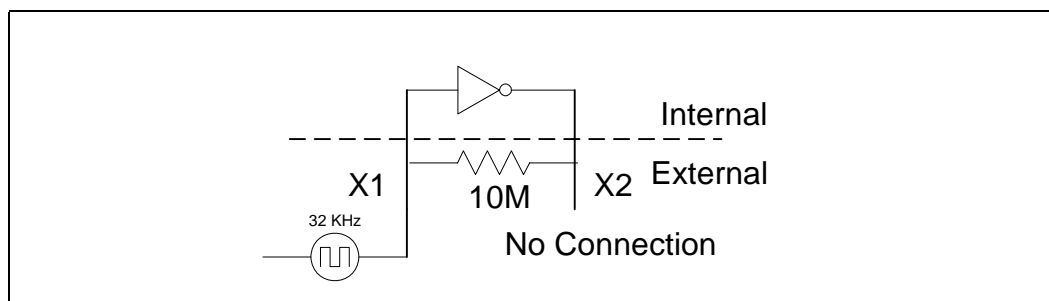 Internal
External
X1
10M
X2
32 KHz
No Connection